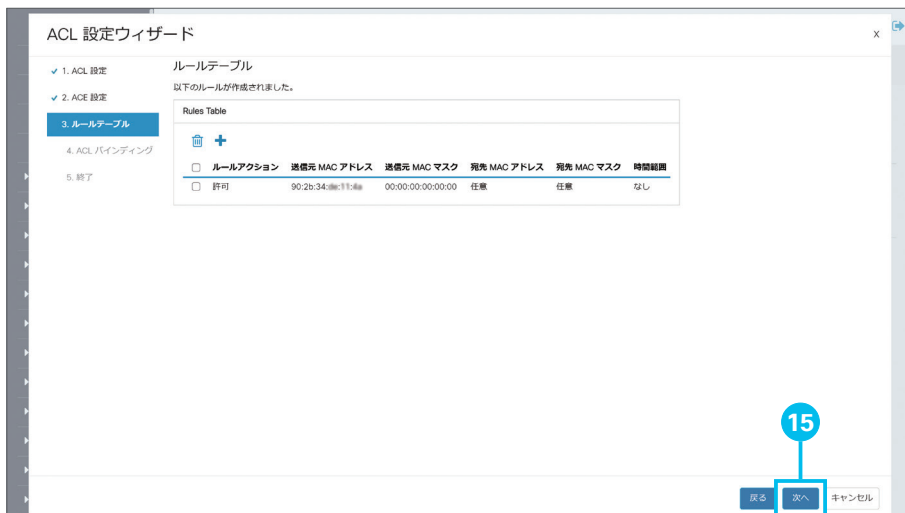 ACL 設定ウィザード
x
✓ 1. ACL 設定
✓ 2. ACE 設定
3. ルールテーブル
4. ACL バインディング
5. 終了
ルールテーブル
以下のルールが作成されました。
Rules Table
ルールアクション 送信元 MAC アドレス 送信元 MAC マスク 宛先 MAC アドレス 宛先 MAC マスク 時間範囲
許可 90:2b:34: 00:00:00:00:00:00 任意 任意 なし
15
戻る 次へ キャンセル